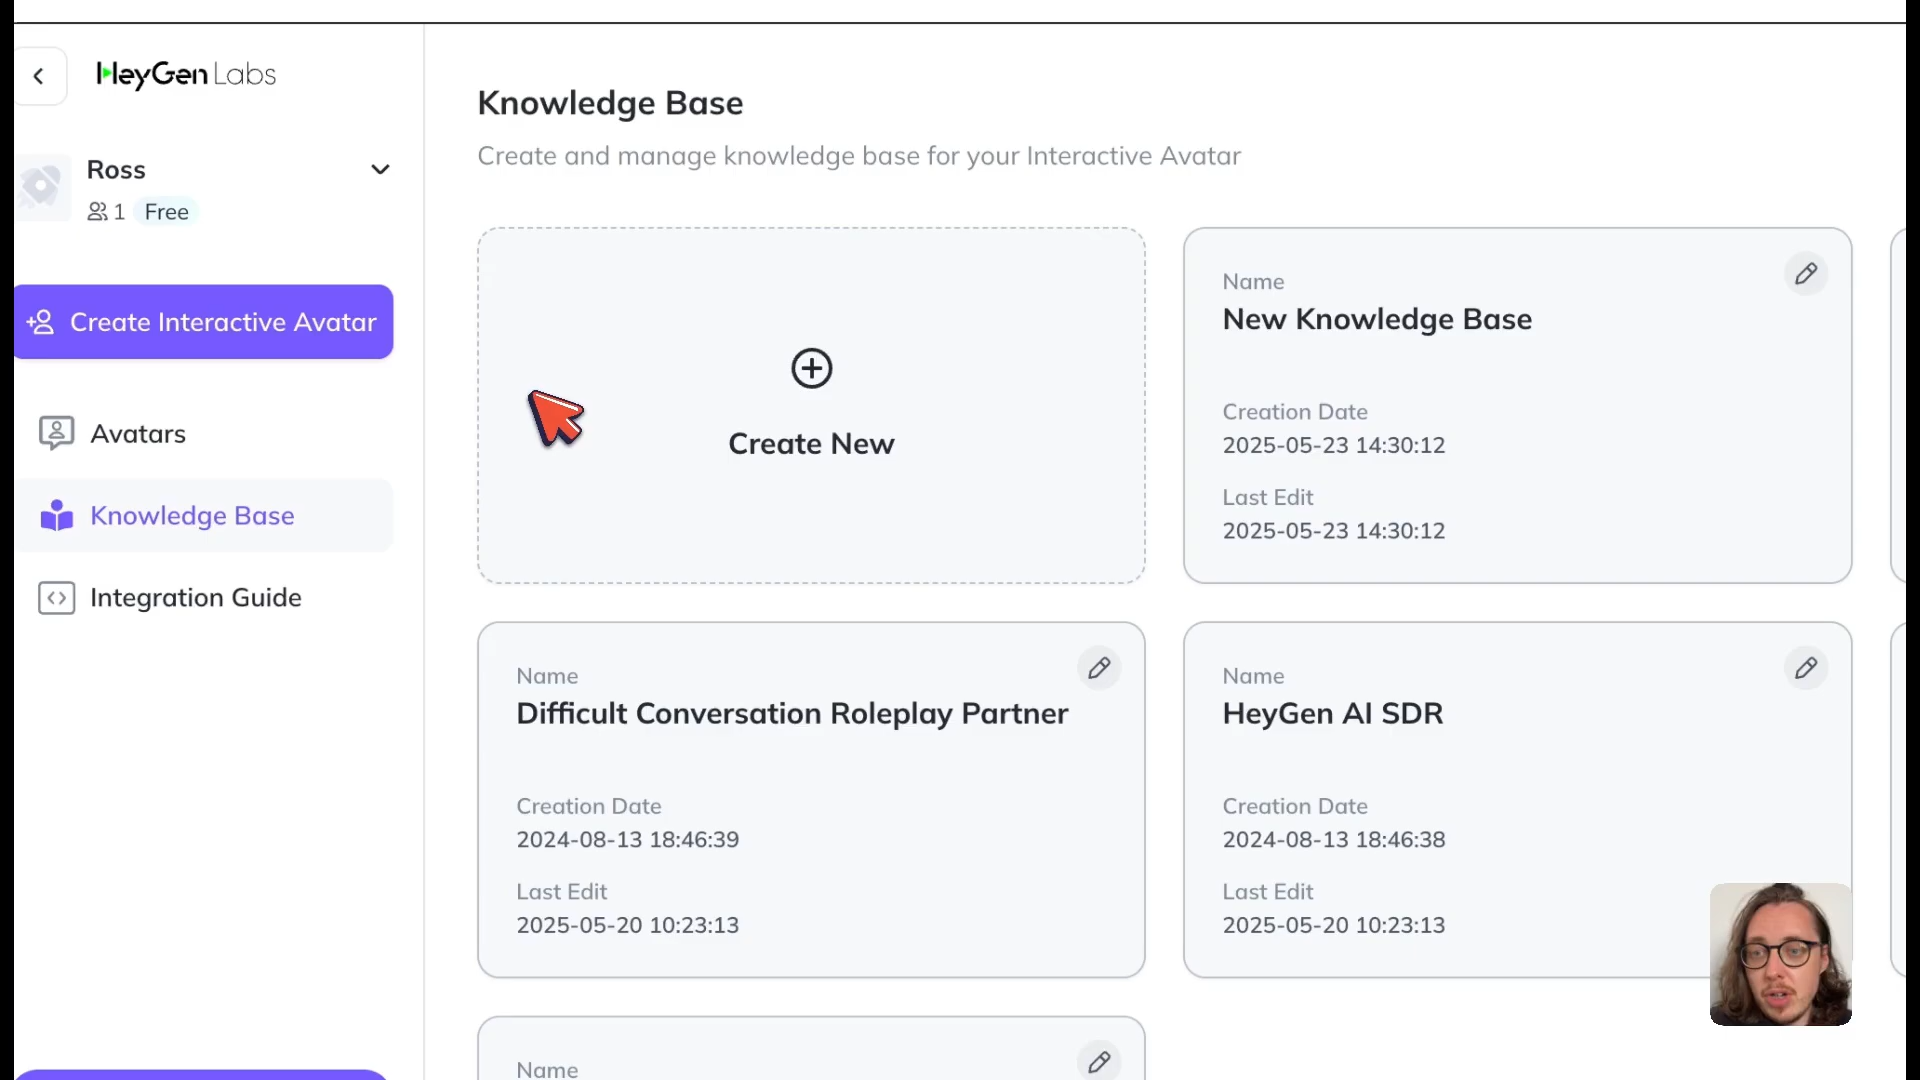 HeyGen Labs
Ross
1 Free
Create Interactive Avatar
Avatars
Knowledge Base
Integration Guide
Knowledge Base
Create and manage knowledge base for your Interactive Avatar
Create New
Name
New Knowledge Base
Creation Date
2025-05-23 14:30:12
Last Edit
2025-05-23 14:30:12
Name
Difficult Conversation Roleplay Partner
Creation Date
2024-08-13 18:46:39
Last Edit
2025-05-20 10:23:13
Name
HeyGen AI SDR
Creation Date
2024-08-13 18:46:38
Last Edit
2025-05-20 10:23:13
Name